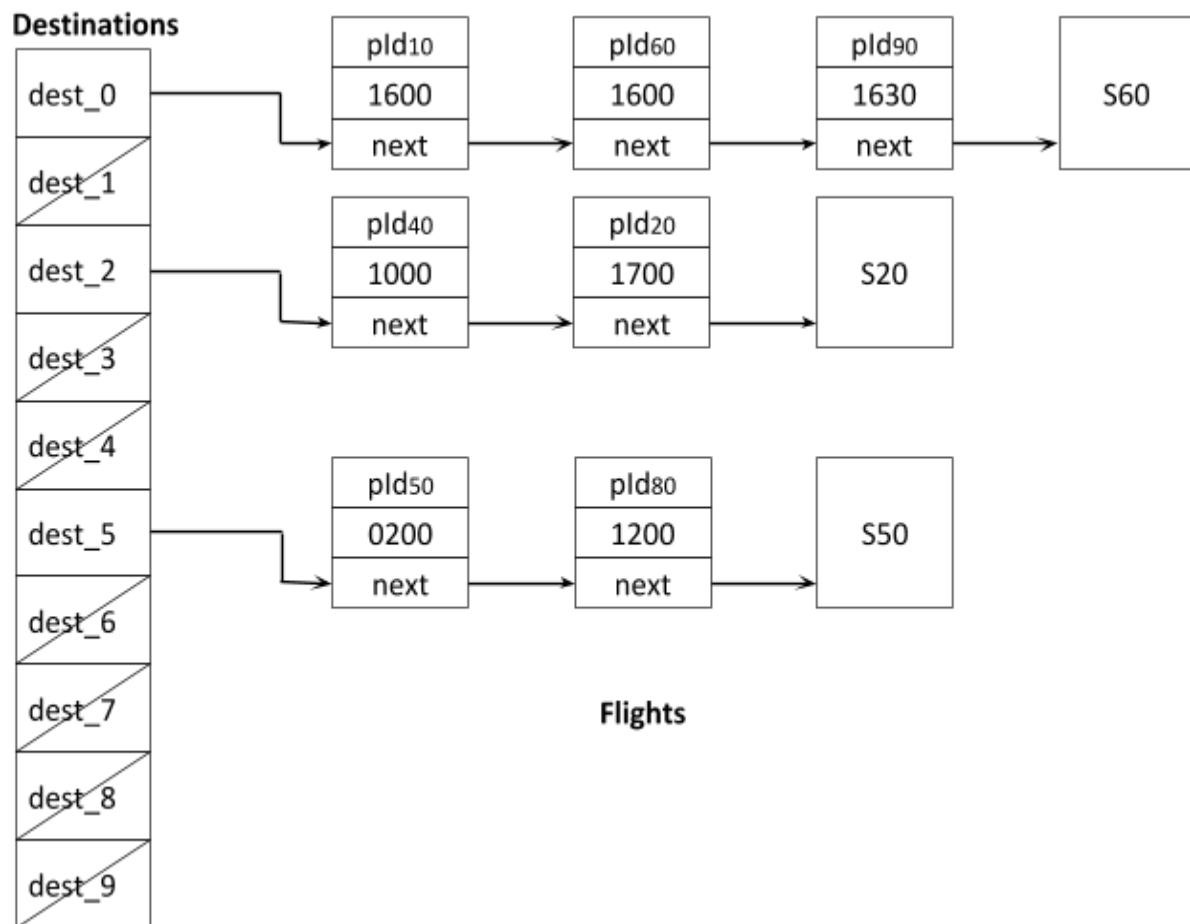 Destinations
dest_0
dest_1
dest_2
dest_3
dest_4
dest_5
dest_6
dest_7
dest_8
dest_9
pId10
1600
next
pId60
1600
next
pId90
1630
next
S60
pId40
1000
next
pId20
1700
next
S20
pId50
0200
next
pId80
1200
next
S50
Flights